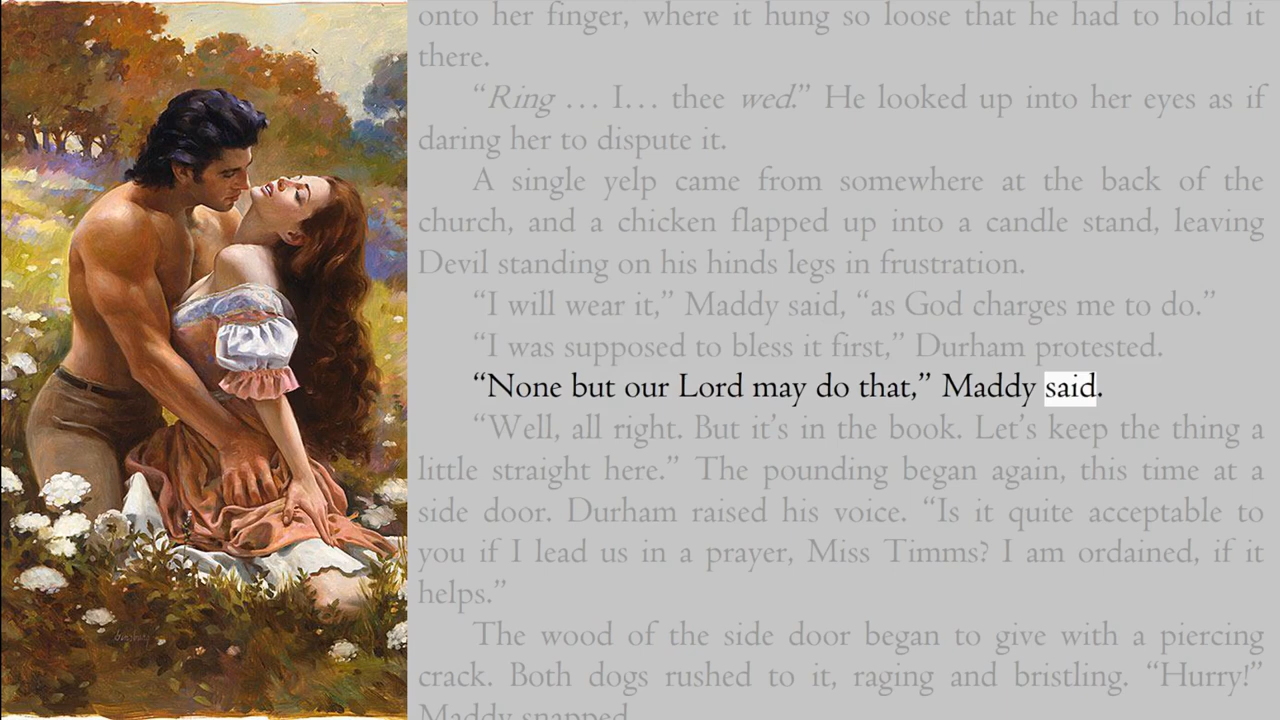 onto her finger, where it hung so loose that he had to hold it
there.
“Ring … I… thee wed.” He looked up into her eyes as if
daring her to dispute it.
A single yelp came from somewhere at the back of the
church, and a chicken flapped up into a candle stand, leaving
Devil standing on his hinds legs in frustration.
“I will wear it,” Maddy said, “as God charges me to do.”
“I was supposed to bless it first,” Durham protested.
“None but our Lord may do that,” Maddy said.
“Well, all right. But it’s in the book. Let’s keep the thing a
little straight here.” The pounding began again, this time at a
side door. Durham raised his voice. “Is it quite acceptable to
you if I lead us in a prayer, Miss Timms? I am ordained, if it
helps.”
The wood of the side door began to give with a piercing
crack. Both dogs rushed to it, raging and bristling. “Hurry!”
Maddy snapped